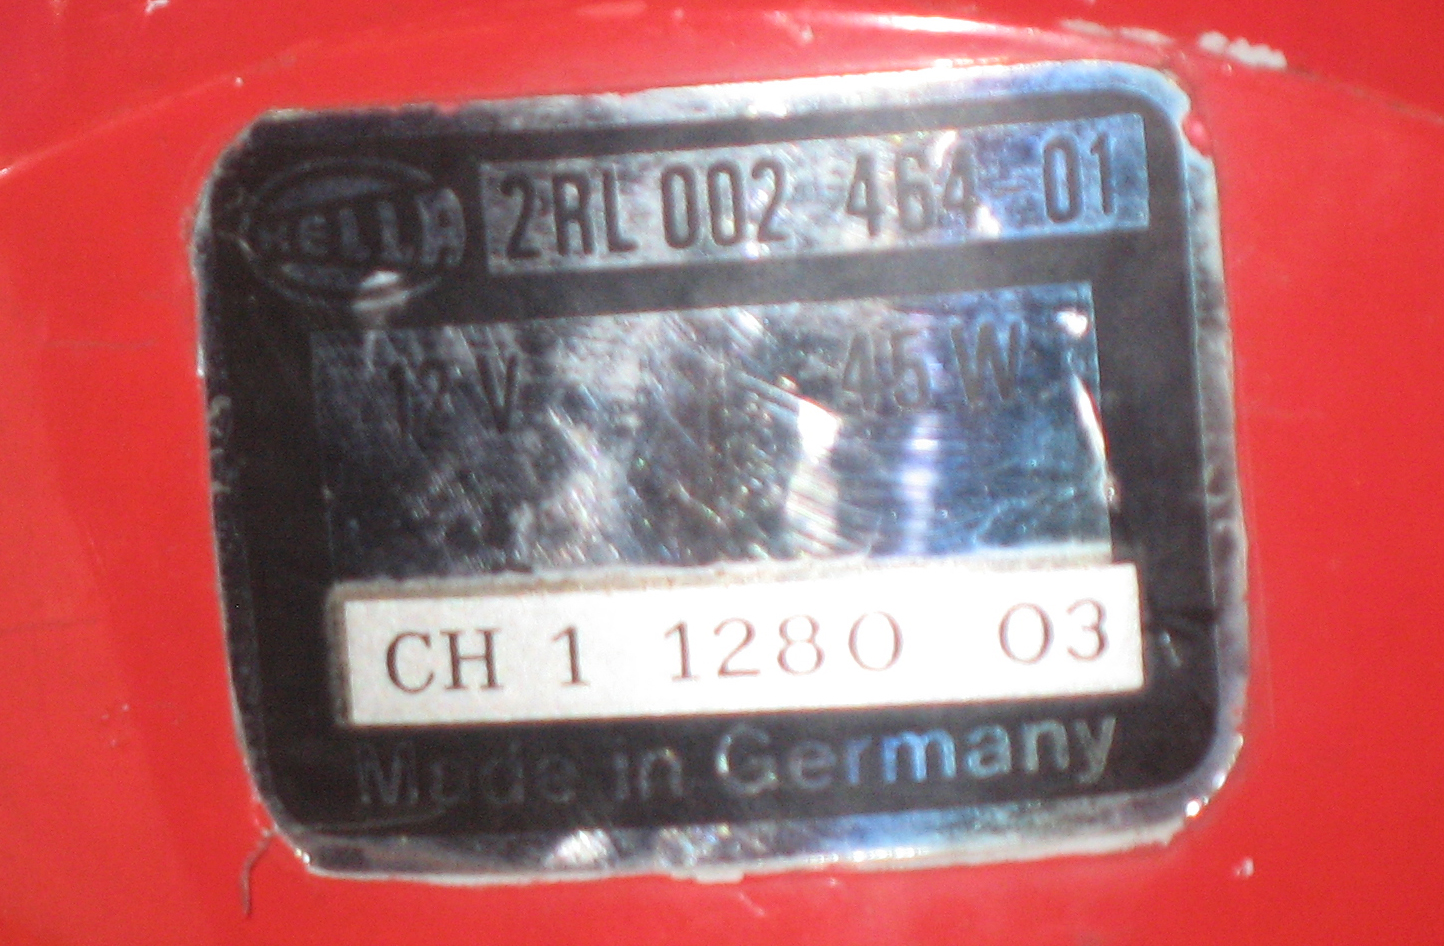 HELLA 2RL 002 464 01
12 V 45 W
CH 1 1280 03
Made in Germany